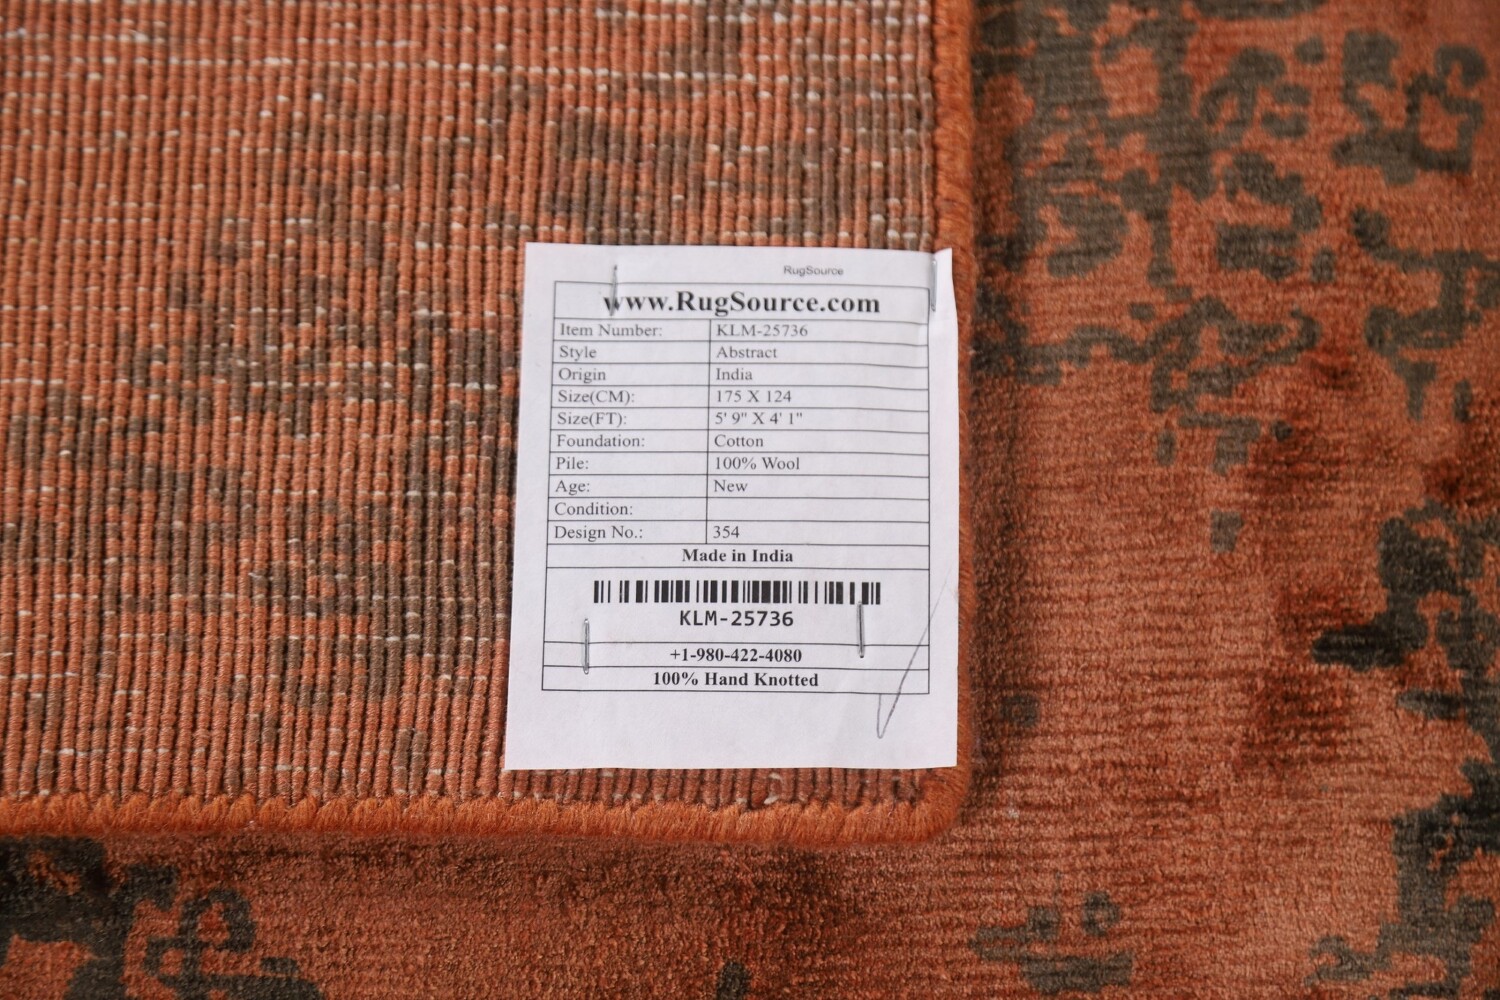 RugSource
www.RugSource.com
Item Number: KLM-25736
Style Abstract
Origin India
Size(CM): 175 X 124
Size(FT): 5' 9" X 4' 1"
Foundation: Cotton
Pile: 100% Wool
Age: New
Condition:
Design No.: 354
Made in India
KLM-25736
+1-980-422-4080
100% Hand Knotted